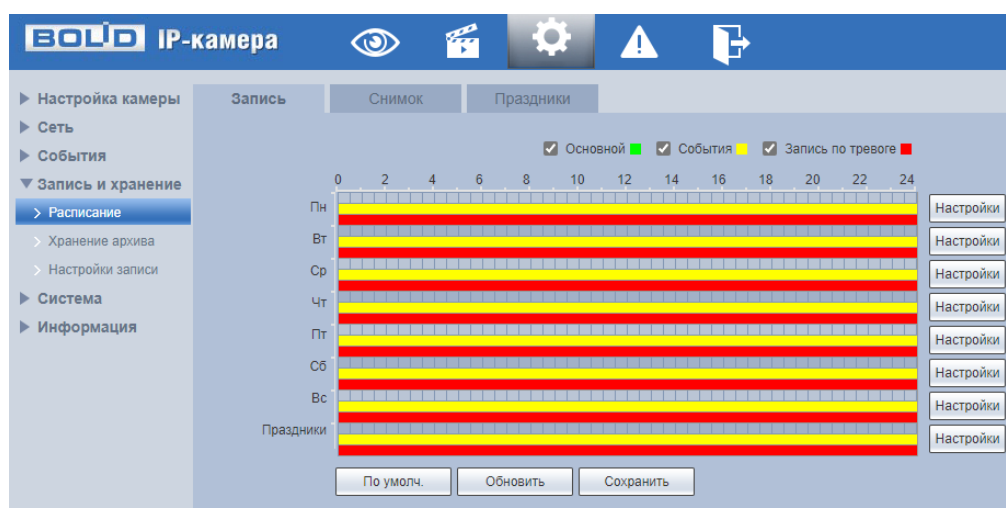 BOLID IP-камера
Настройка камеры
Сеть
События
Запись и хранение
Расписание
Хранение архива
Настройки записи
Система
Информация
Запись Снимок Праздники
Основной События Запись по тревоге
0 2 4 6 8 10 12 14 16 18 20 22 24
Пн Настройки
Вт Настройки
Ср Настройки
Чт Настройки
Пт Настройки
Сб Настройки
Вс Настройки
Праздники Настройки
По умолч. Обновить Сохранить